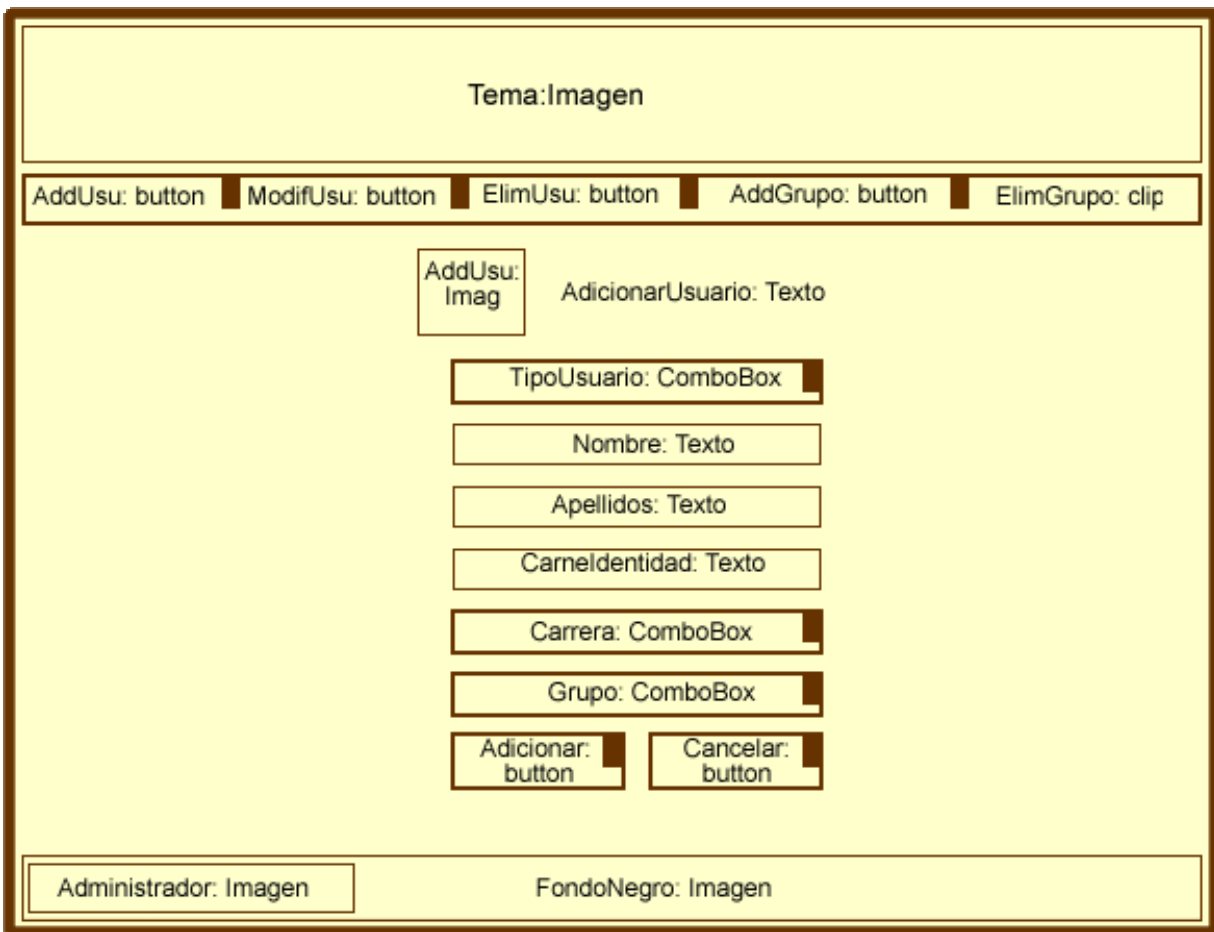 Tema:Imagen
AddUsu: button ModifUsu: button ElimUsu: button AddGrupo: button ElimGrupo: clip
AddUsu:
Imag
AdicionarUsuario: Texto
TipoUsuario: ComboBox
Nombre: Texto
Apellidos: Texto
CarneIdentidad: Texto
Carrera: ComboBox
Grupo: ComboBox
Adicionar:
button
Cancelar:
button
Administrador: Imagen FondoNegro: Imagen